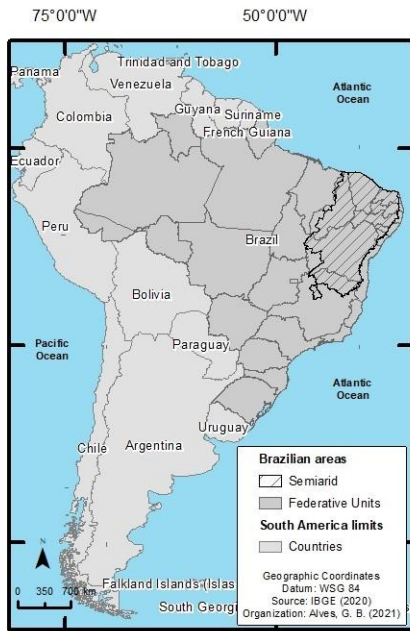 75°0'0"W
50°0'0"W
Panama
Trinidad and Tobago
Venezuela
Atlantic
Ocean
Guyana
Suriname
Colombia
French Guiana
Ecuador
Peru
Brazil
Bolivia
Pacific
Ocean
Paraguay
Atlantic
Ocean
Uruguay
Chile
Argentina
Brazilian areas
Semiarid
Federative Units
South America limits
Countries
Geographic Coordinates
Datum: WSG 84
Source: IBGE (2020)
Organization: Alves, G. B. (2021)
N
0 350 700 km
Falkland Islands (Islas
South Georgi